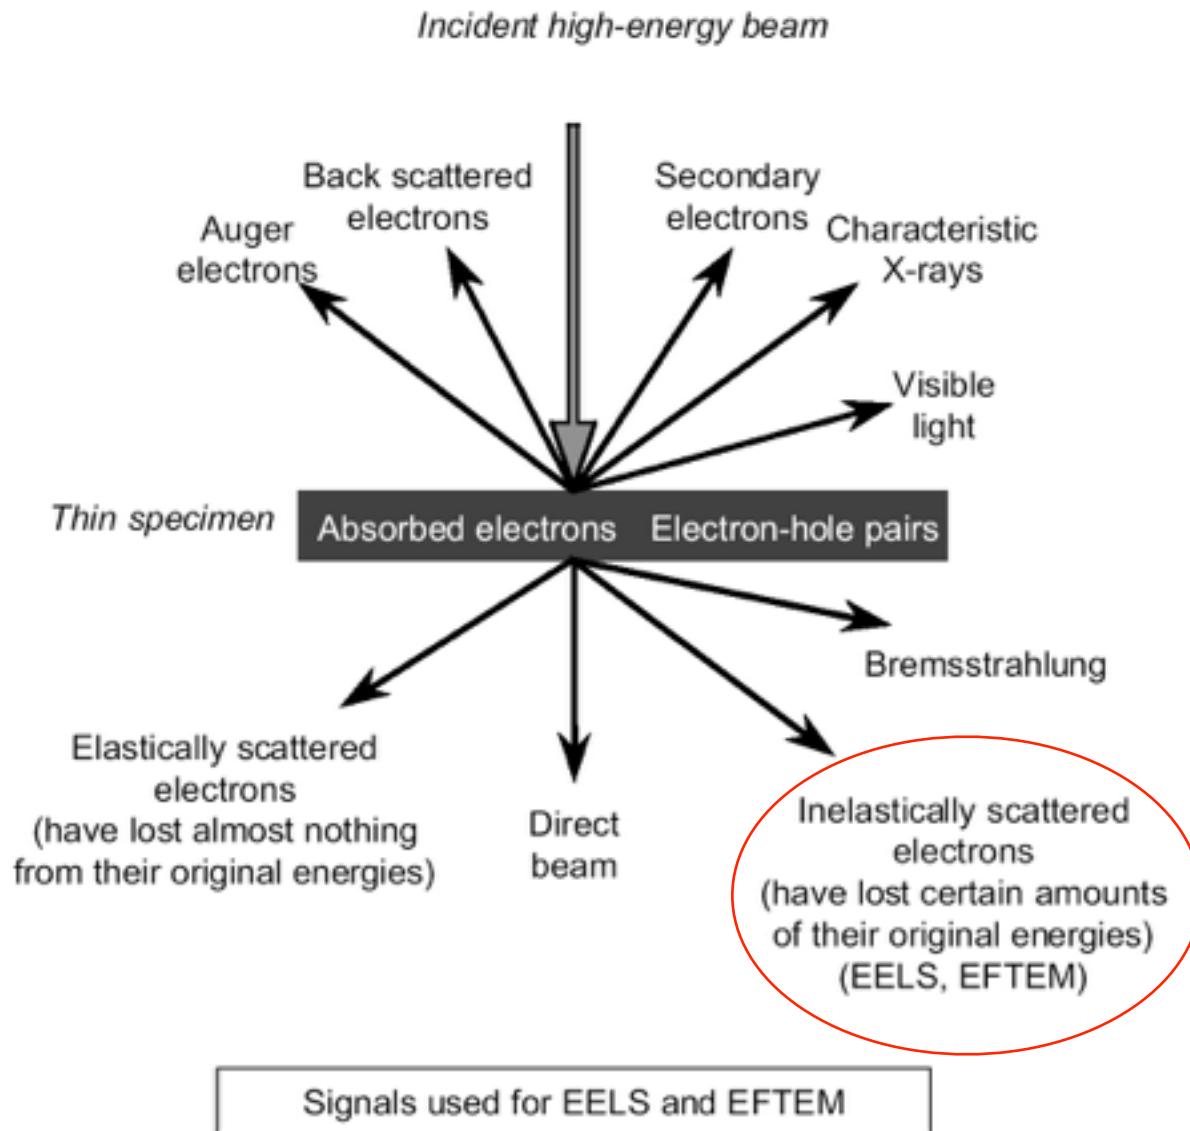 Incident high-energy beam
Back scattered
electrons
Secondary
electrons
Auger
electrons
Characteristic
X-rays
Visible
light
Thin specimen
Absorbed electrons
Electron-hole pairs
Bremsstrahlung
Elastically scattered
electrons
(have lost almost nothing
from their original energies)
Direct
beam
Inelastically scattered
electrons
(have lost certain amounts
of their original energies)
(EELS, EFTEM)
Signals used for EELS and EFTEM